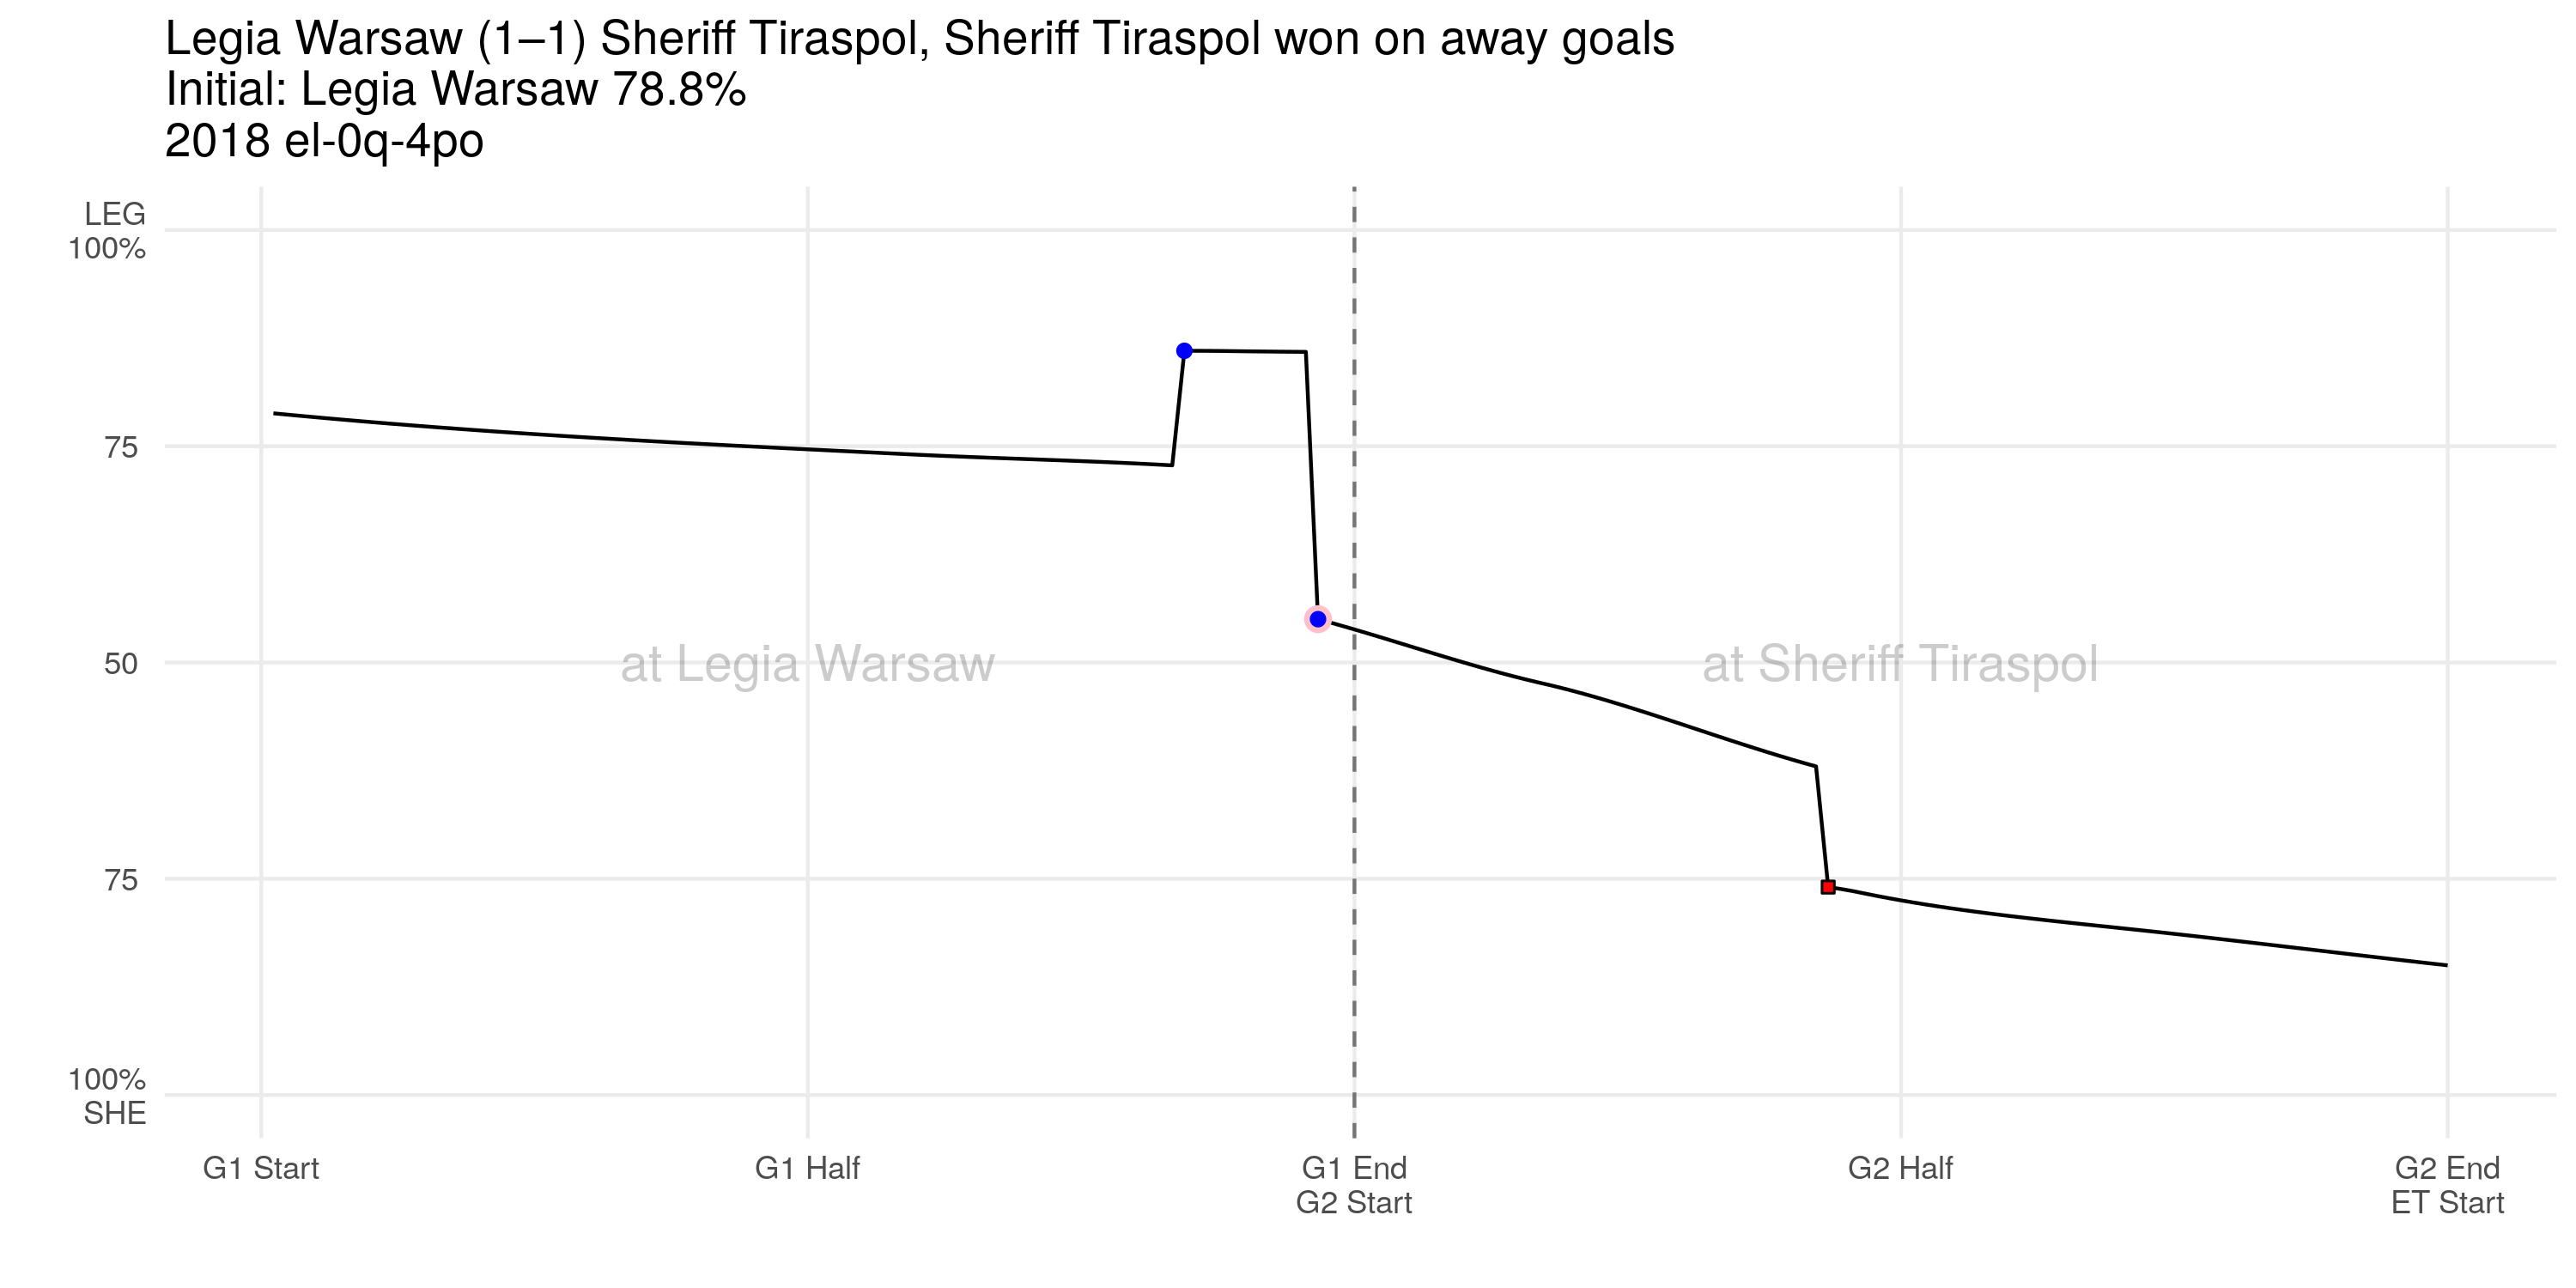 Legia Warsaw (1–1) Sheriff Tiraspol, Sheriff Tiraspol won on away goals
Initial: Legia Warsaw 78.8%
2018 el-0q-4po
LEG
100%
75
50
75
100%
SHE
at Legia Warsaw
at Sheriff Tiraspol
G1 Start
G1 Half
G1 End
G2 Start
G2 Half
G2 End
ET Start